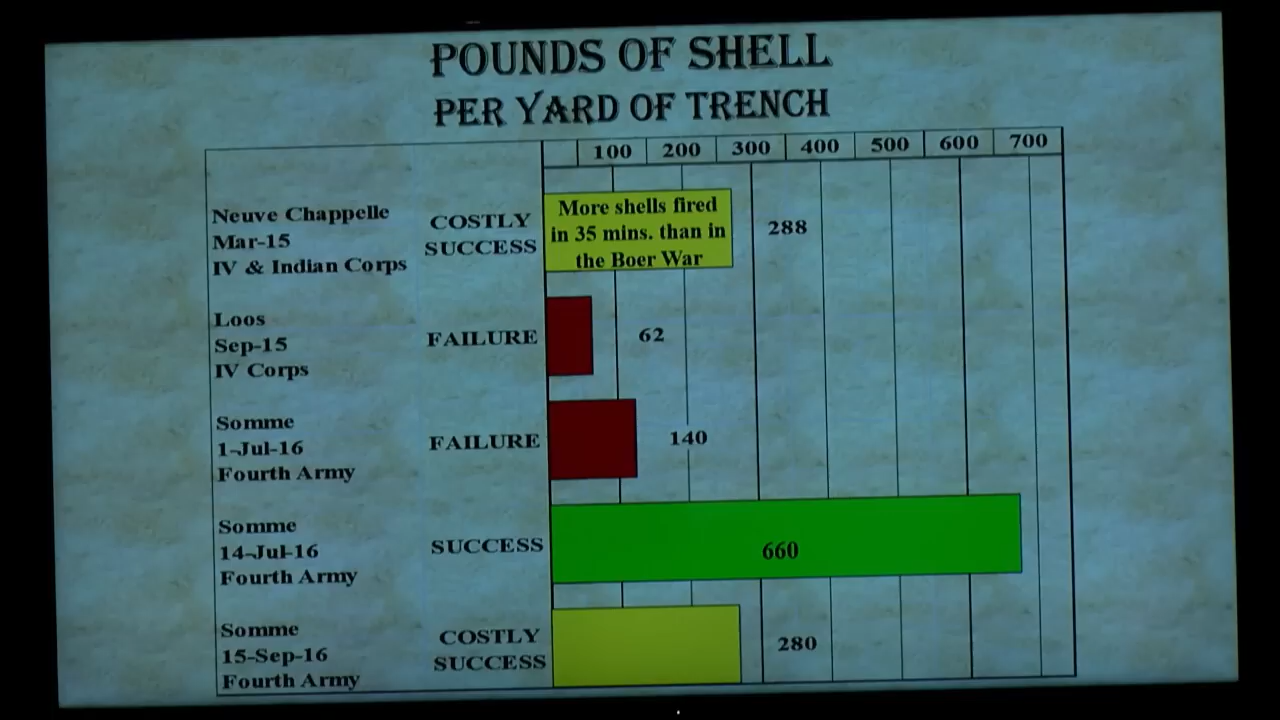 POUNDS OF SHELL
PER YARD OF TRENCH
100 200 300 400 500 600 700
Neuve Chappelle
Mar-15
IV & Indian Corps
COSTLY
SUCCESS
More shells fired
in 35 mins. than in
the Boer War
288
Loos
Sep-15
IV Corps
FAILURE
62
Somme
1-Jul-16
Fourth Army
FAILURE
140
Somme
14-Jul-16
Fourth Army
SUCCESS
660
Somme
15-Sep-16
Fourth Army
COSTLY
SUCCESS
280